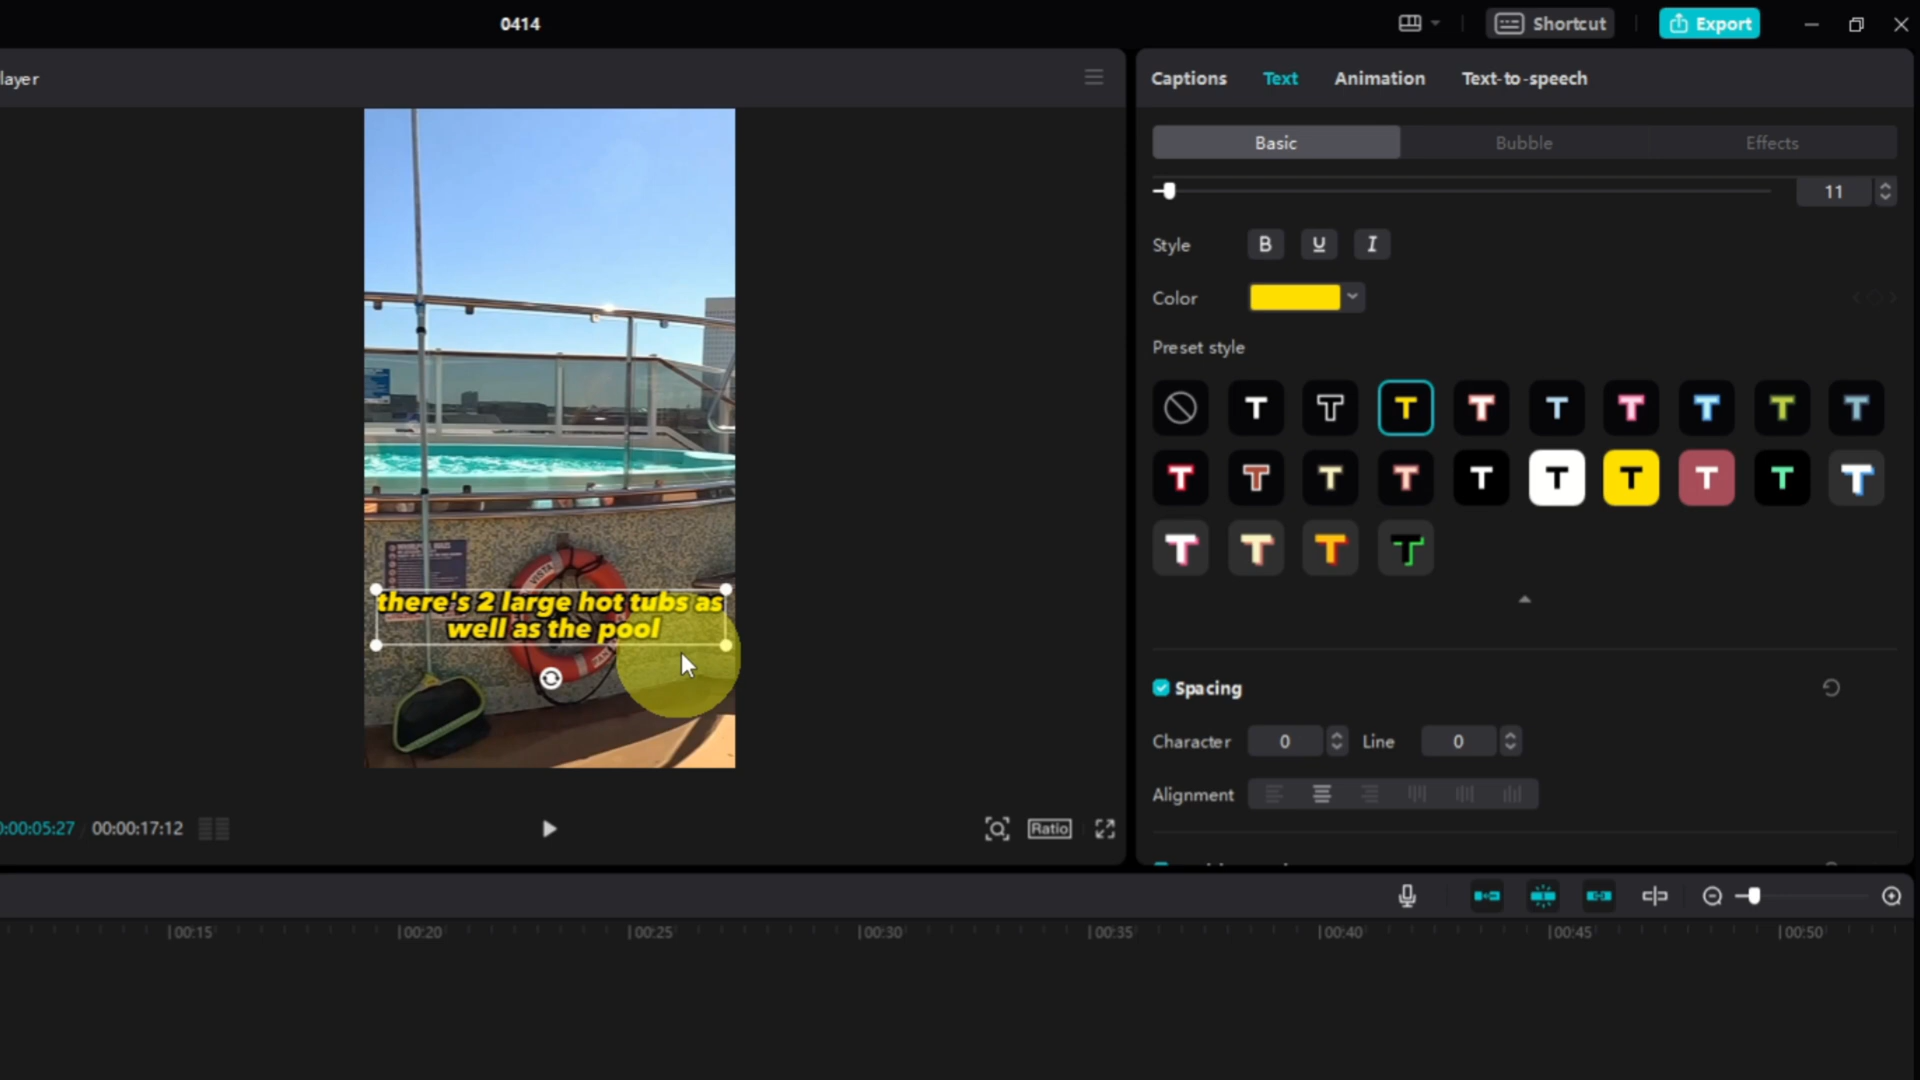 0414
Shortcut
Export
layer
Captions
Text
Animation
Text-to-speech
Basic
Bubble
Effects
11
Style
B
U
I
Color
Preset style
T T T T T T T T T
T T T T T T T T T T
T T T T
VISTA
there's 2 large hot tubs as
well as the pool
Spacing
Character
0
Line
0
Alignment
0:00:05:27
00:00:17:12
Ratio
00:15
00:20
00:25
00:30
00:35
00:40
00:45
00:50